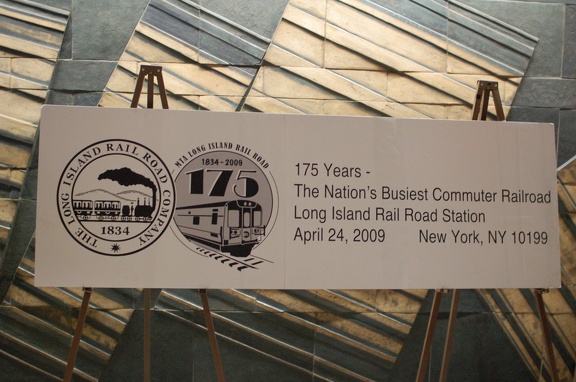 THE LONG ISLAND RAIL ROAD COMPANY
1834
MTA LONG ISLAND RAIL ROAD
1834-2009
175
175 Years -
The Nation's Busiest Commuter Railroad
Long Island Rail Road Station
April 24, 2009 New York, NY 10199